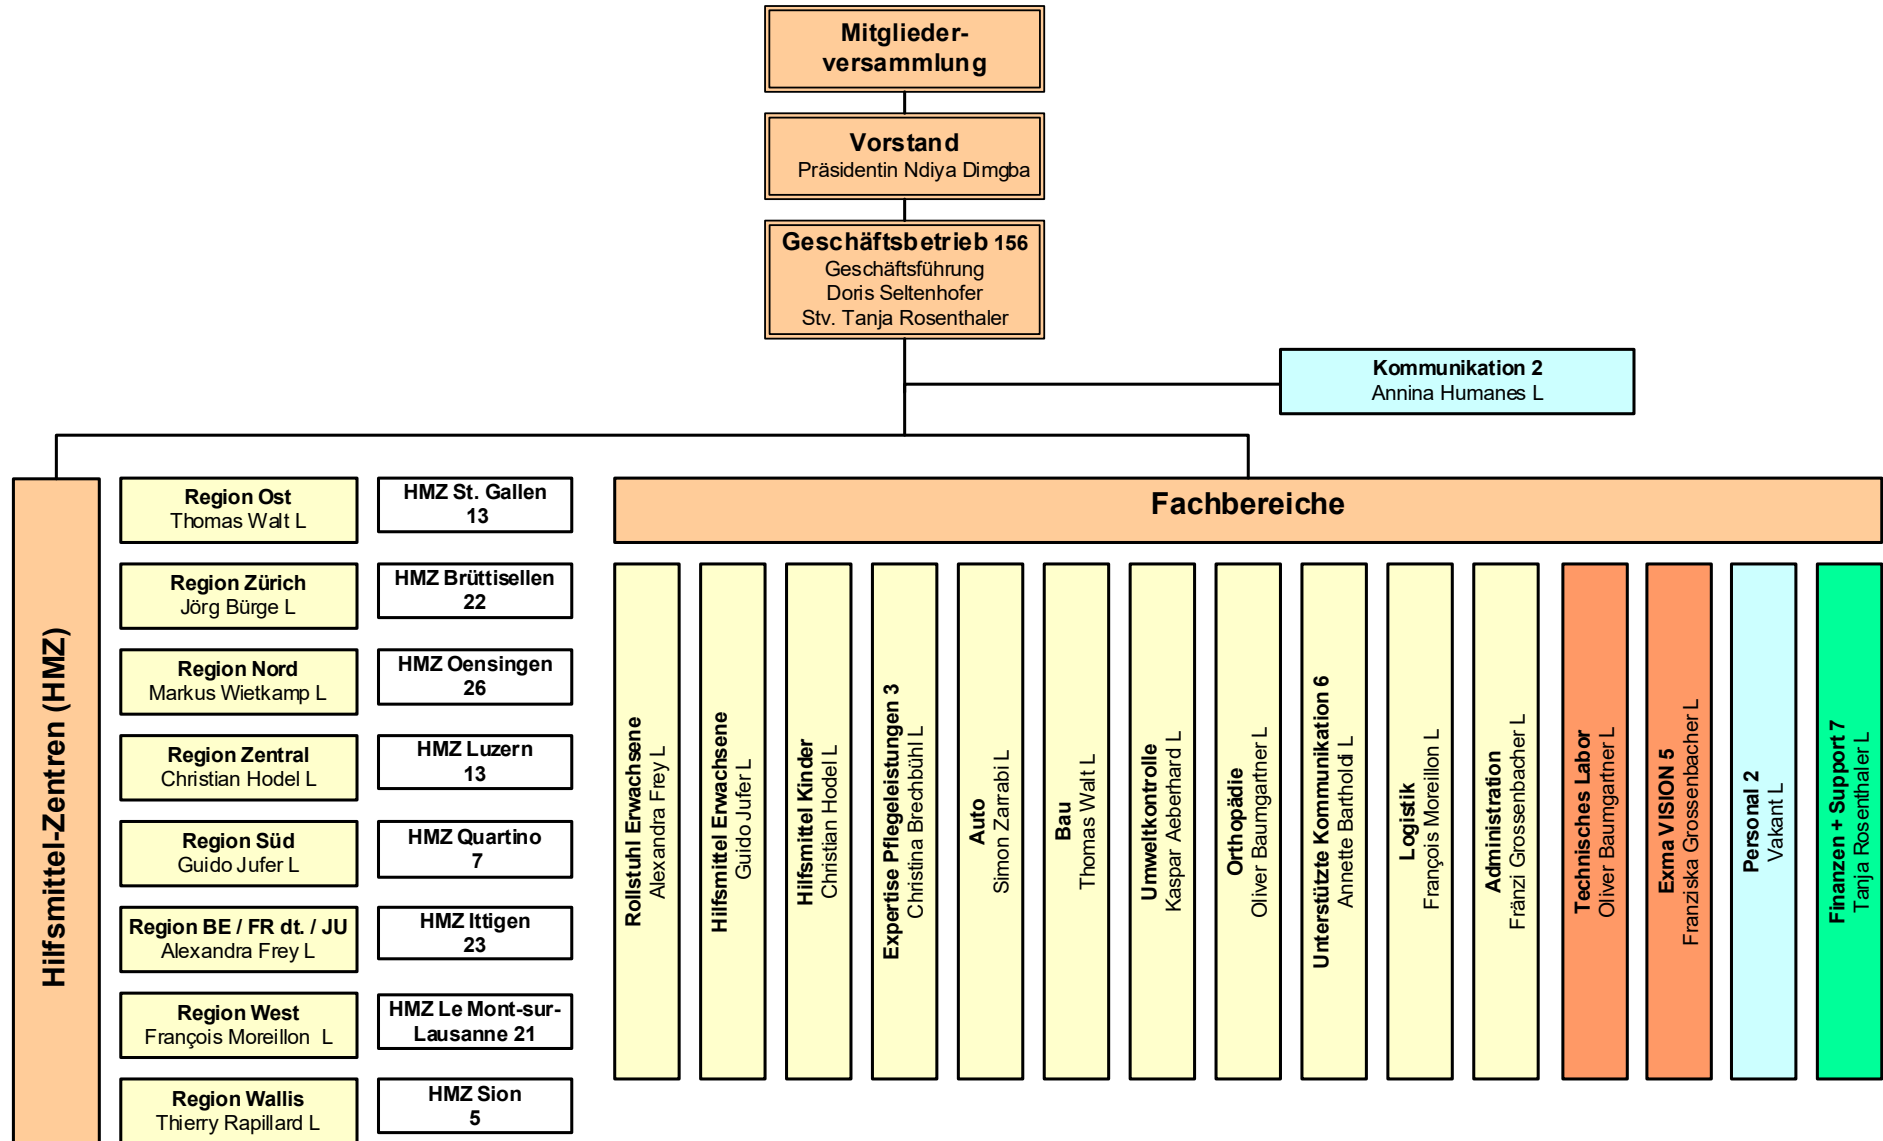 Mitglieder-
versammlung
Vorstand
Präsidentin Ndiya Dimgba
Geschäftsbetrieb 156
Geschäftsführung
Doris Seltenhofer
Stv. Tanja Rosenthaler
Kommunikation 2
Annina Humanes L
Hilfsmittel-Zentren (HMZ)
Region Ost
Thomas Walt L
HMZ St. Gallen
13
Region Zürich
Jörg Bürge L
HMZ Brüttisellen
22
Region Nord
Markus Wietkamp L
HMZ Oensingen
26
Region Zentral
Christian Hodel L
HMZ Luzern
13
Region Süd
Guido Jufer L
HMZ Quartino
7
Region BE / FR dt. / JU
Alexandra Frey L
HMZ Ittigen
23
Region West
François Moreillon L
HMZ Le Mont-sur-
Lausanne 21
Region Wallis
Thierry Rapillard L
HMZ Sion
5
Fachbereiche
Rollstuhl Erwachsene
Alexandra Frey L
Hilfsmittel Erwachsene
Guido Jufer L
Hilfsmittel Kinder
Christian Hodel L
Expertise Pflegeleistungen 3
Christina Brechbühl L
Auto
Simon Zarrabi L
Bau
Thomas Walt L
Umweltkontrolle
Kaspar Aeberhard L
Orthopädie
Oliver Baumgartner L
Unterstützte Kommunikation 6
Annette Bartholdi L
Logistik
François Moreillon L
Administration
Fränzi Grossenbacher L
Technisches Labor
Oliver Baumgartner L
Exma VISION 5
Franziska Grossenbacher L
Personal 2
Vakant L
Finanzen + Support 7
Tanja Rosenthaler L